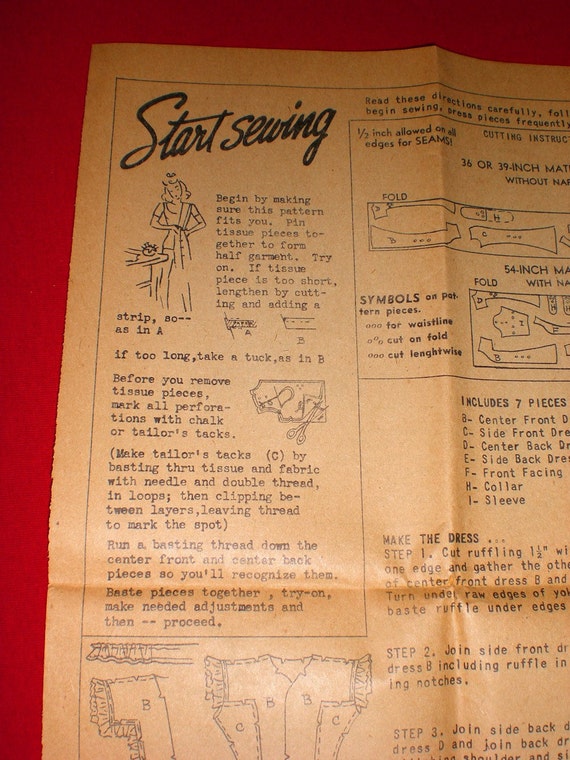 Start sewing
Begin by making
sure this pattern
fits you. Pin
tissue pieces to-
gether to form
half garment. Try
on. If tissue
piece is too short,
lengthen by cutt-
ing and adding a
strip, so--
as in A
A
B
if too long,take a tuck,as in B
Before you remove
tissue pieces,
mark all perfora-
tions with chalk
or tailor's tacks.
(Make tailor's tacks (C) by
basting thru tissue and fabric
with needle and double thread,
in loops; then clipping be-
tween layers,leaving thread
to mark the spot)
Run a basting thread down the
center front and center back
pieces so you'll recognize them.
Baste pieces together , try-on,
make needed adjustments and
then -- proceed.
B
B
B
Read these directions carefully, foll
begin sewing. Press pieces frequently
½ inch allowed on all
edges for SEAMS!
CUTTING INSTRUCT
36 OR 39-INCH MAT
WITHOUT NAP
FOLD
B
C
H
54-INCH MA
WITH NA
FOLD
H
B
F
SYMBOLS on pat-
tern pieces.
ooo for waistline
o°o cut on fold
ooo cut lenghtwise
INCLUDES 7 PIECES
B- Center Front D
C- Side Front Dre
D- Center Back Dr
E- Side Back Dres
F- Front Facing
H- Collar
I- Sleeve
MAKE THE DRESS ...
STEP 1. Cut ruffling 1½" wi
one edge and gather the othe
of center front dress B and
Turn under raw edges of yok
baste ruffle under edges
STEP 2. Join side front dr
dress B including ruffle in
ing notches.
STEP 3. Join side back d
dress D and join back dr
shoulder and si